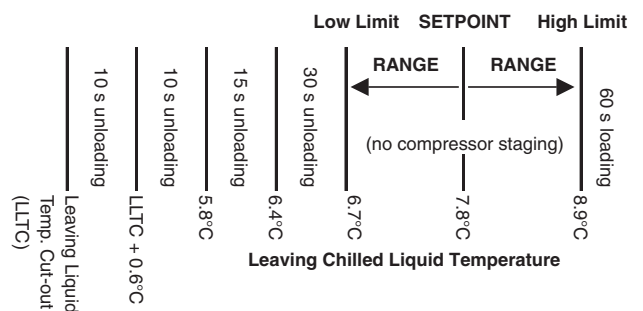 Low Limit SETPOINT High Limit
RANGE RANGE
10 s unloading
10 s unloading
15 s unloading
30 s unloading
(no compressor staging)
60 s loading
Leaving Liquid
Temp. Cut-out
(LLTC)
LLTC + 0.6°C
5.8°C
6.4°C
6.7°C
7.8°C
8.9°C
Leaving Chilled Liquid Temperature